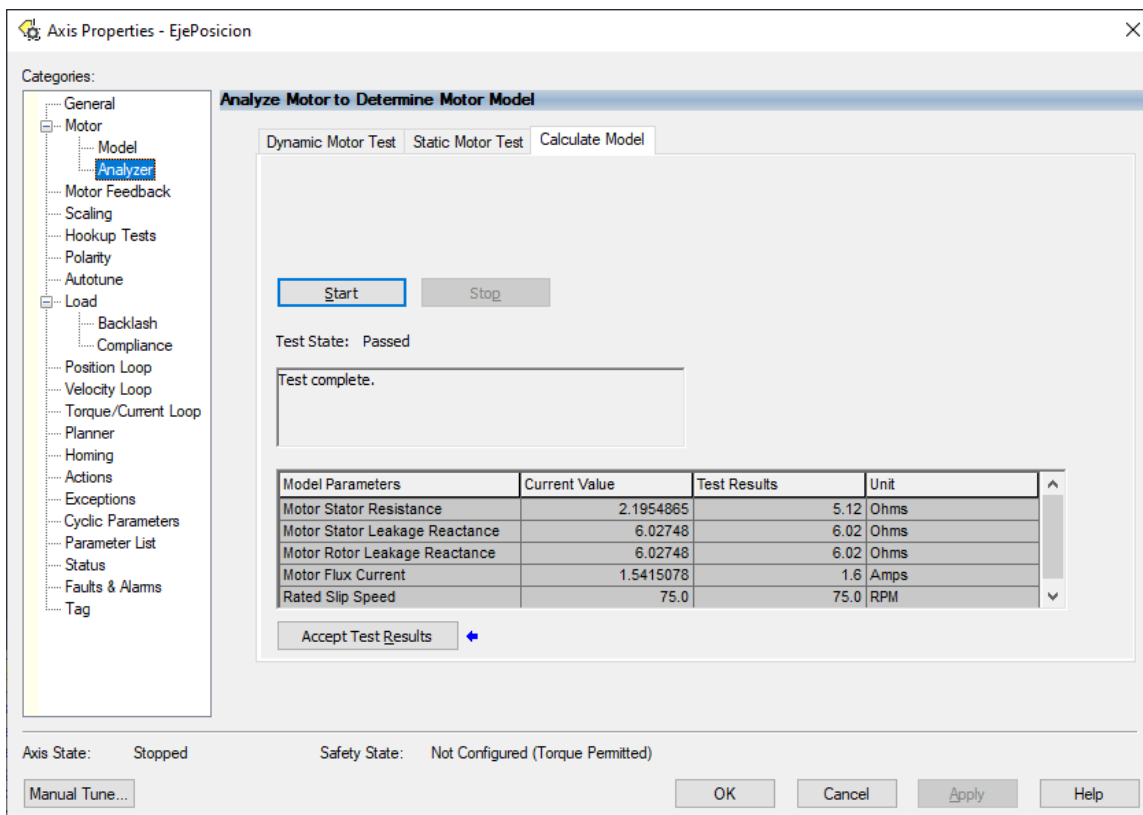 Axis Properties - EjePosicion
Categories:
General
Motor
Model
Analyzer
Motor Feedback
Scaling
Hookup Tests
Polarity
Autotune
Load
Backlash
Compliance
Position Loop
Velocity Loop
Torque/Current Loop
Planner
Homing
Actions
Exceptions
Cyclic Parameters
Parameter List
Status
Faults & Alarms
Tag
Analyze Motor to Determine Motor Model
Dynamic Motor Test Static Motor Test Calculate Model
Start Stop
Test State: Passed
Test complete.
Model Parameters Current Value Test Results Unit
Motor Stator Resistance 2.1954865 5.12 Ohms
Motor Stator Leakage Reactance 6.02748 6.02 Ohms
Motor Rotor Leakage Reactance 6.02748 6.02 Ohms
Motor Flux Current 1.5415078 1.6 Amps
Rated Slip Speed 75.0 75.0 RPM
Accept Test Results
Axis State: Stopped Safety State: Not Configured (Torque Permitted)
Manual Tune... OK Cancel Apply Help